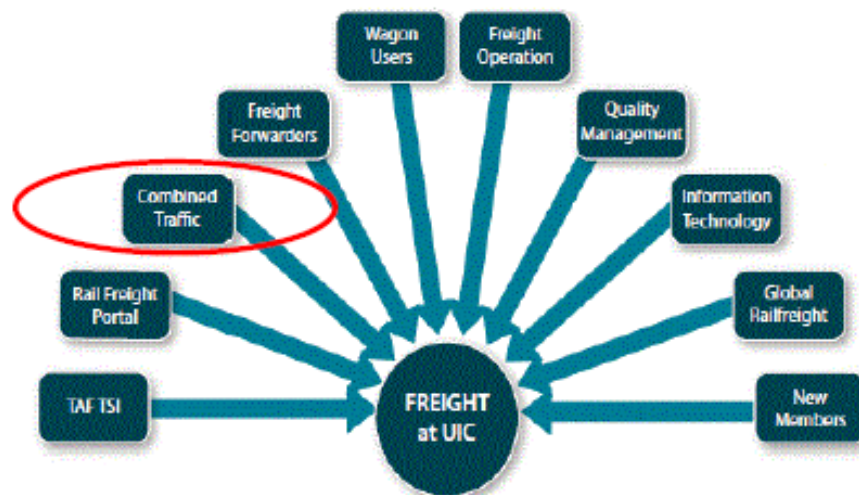 Wagon
Users
Freight
Operation
Freight
Forwarders
Quality
Management
Combined
Traffic
Information
Technology
Rail Freight
Portal
Global
Railfreight
TAF TSI
New
Members
FREIGHT
at UIC